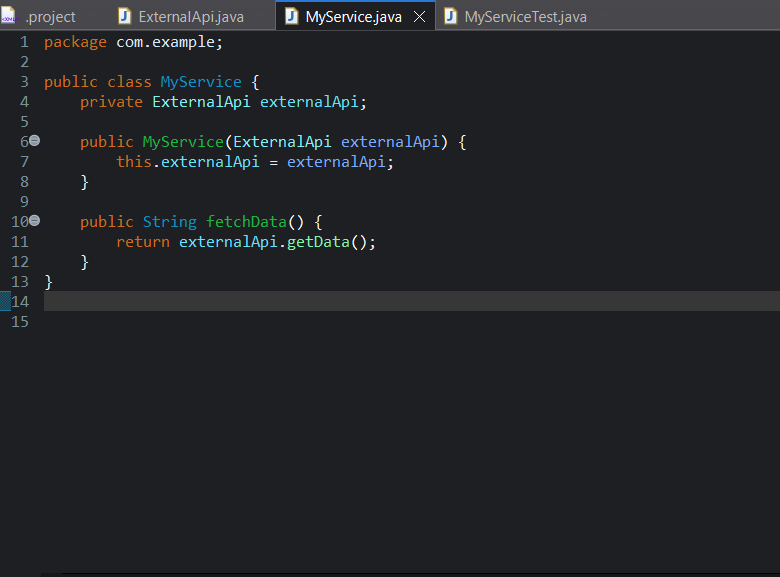 .project
ExternalApi.java
MyService.java
MyServiceTest.java
1 package com.example;
2
3 public class MyService {
4     private ExternalApi externalApi;
5
6     public MyService(ExternalApi externalApi) {
7         this.externalApi = externalApi;
8     }
9
10     public String fetchData() {
11         return externalApi.getData();
12     }
13 }
14
15